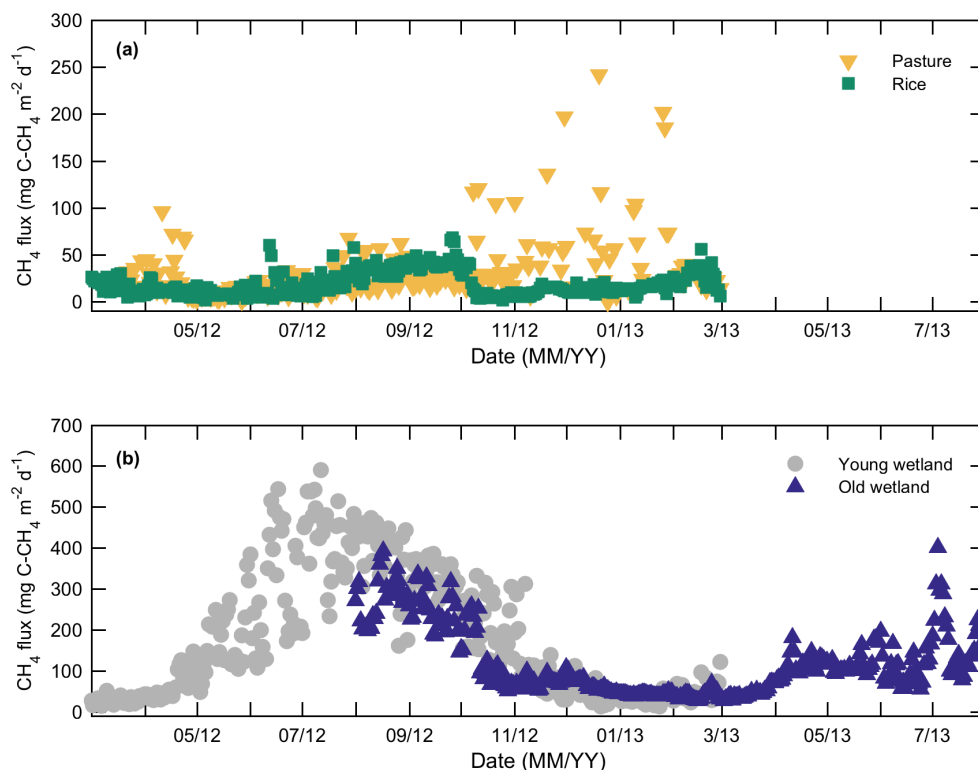 (a)
Pasture
Rice
CH4 flux (mg C-CH4 m-2 d-1)
300
250
200
150
100
50
0
05/12 07/12 09/12 11/12 01/13 3/13 05/13 7/13
Date (MM/YY)
(b)
Young wetland
Old wetland
CH4 flux (mg C-CH4 m-2 d-1)
700
600
500
400
300
200
100
0
05/12 07/12 09/12 11/12 01/13 3/13 05/13 7/13
Date (MM/YY)